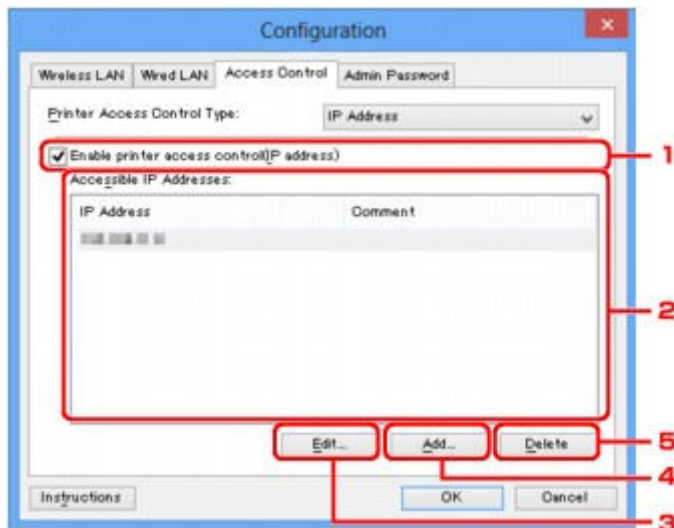 Configuration
Wireless LAN Wired LAN Access Control Admin Password
Printer Access Control Type: IP Address
Enable printer access control(IP address) 1
Accessible IP Addresses:
IP Address Comment
2
Edit... Add... Delete 5
4
Instructions OK Cancel
3